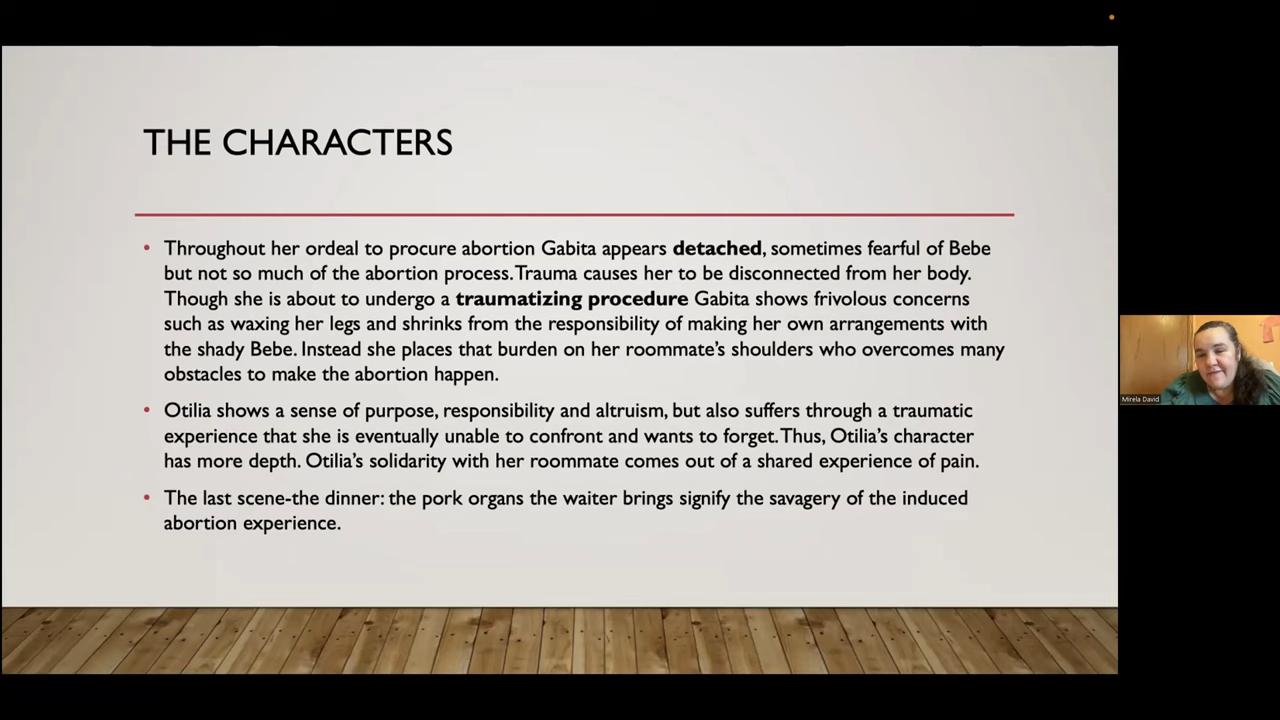 THE CHARACTERS
• Throughout her ordeal to procure abortion Gabita appears detached, sometimes fearful of Bebe
but not so much of the abortion process. Trauma causes her to be disconnected from her body.
Though she is about to undergo a traumatizing procedure Gabita shows frivolous concerns
such as waxing her legs and shrinks from the responsibility of making her own arrangements with
the shady Bebe. Instead she places that burden on her roommate's shoulders who overcomes many
obstacles to make the abortion happen.
• Otilia shows a sense of purpose, responsibility and altruism, but also suffers through a traumatic
experience that she is eventually unable to confront and wants to forget. Thus, Otilia's character
has more depth. Otilia's solidarity with her roommate comes out of a shared experience of pain.
• The last scene-the dinner: the pork organs the waiter brings signify the savagery of the induced
abortion experience.
Mirela David